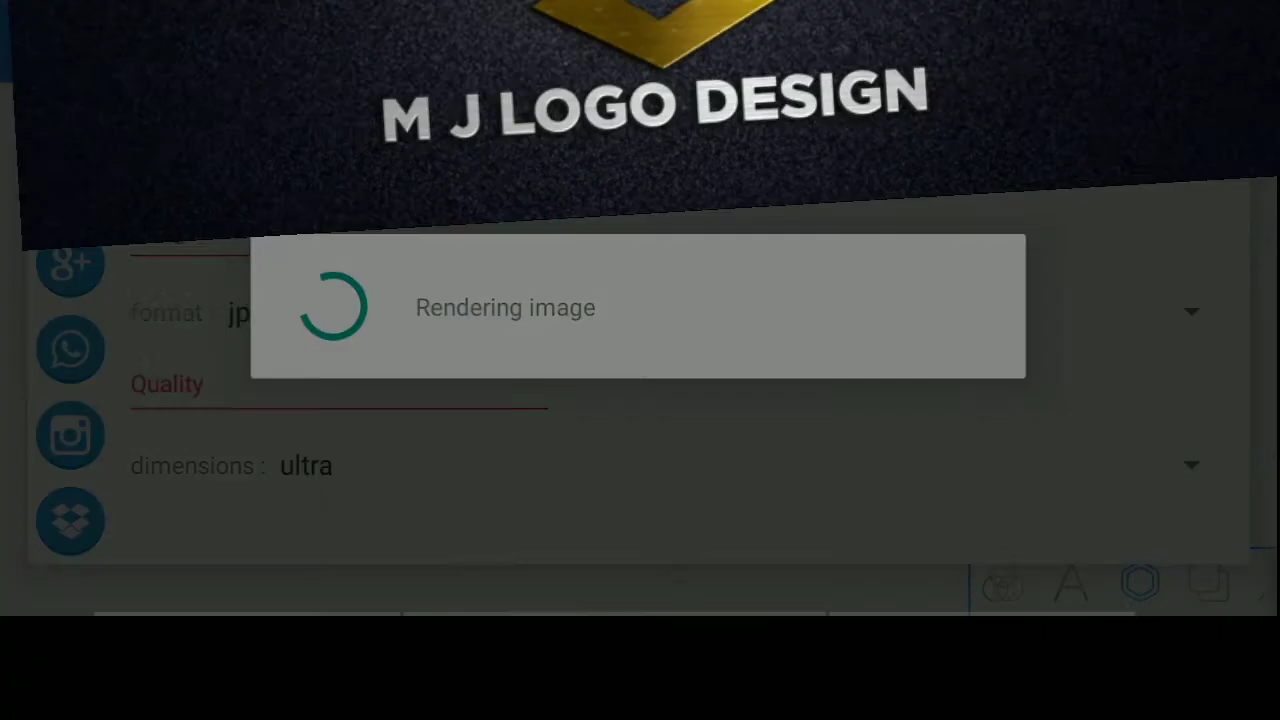 M J LOGO DESIGN
g+
Rendering image
format : jp
Quality
dimensions : ultra
A